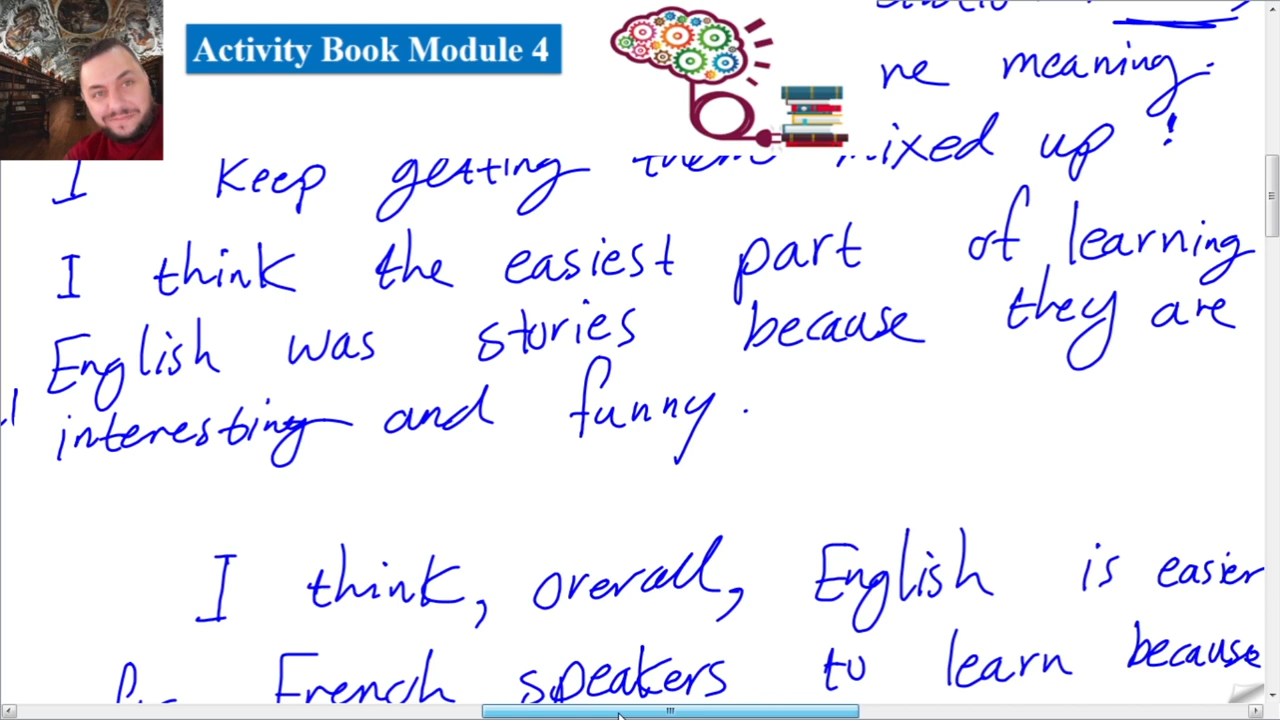 Activity Book Module 4
meaning.
I keep getting them mixed up !
I think the easiest part of learning
English was stories because they are
interesting and funny.
I think, overall, English is easier
French speakers to learn because